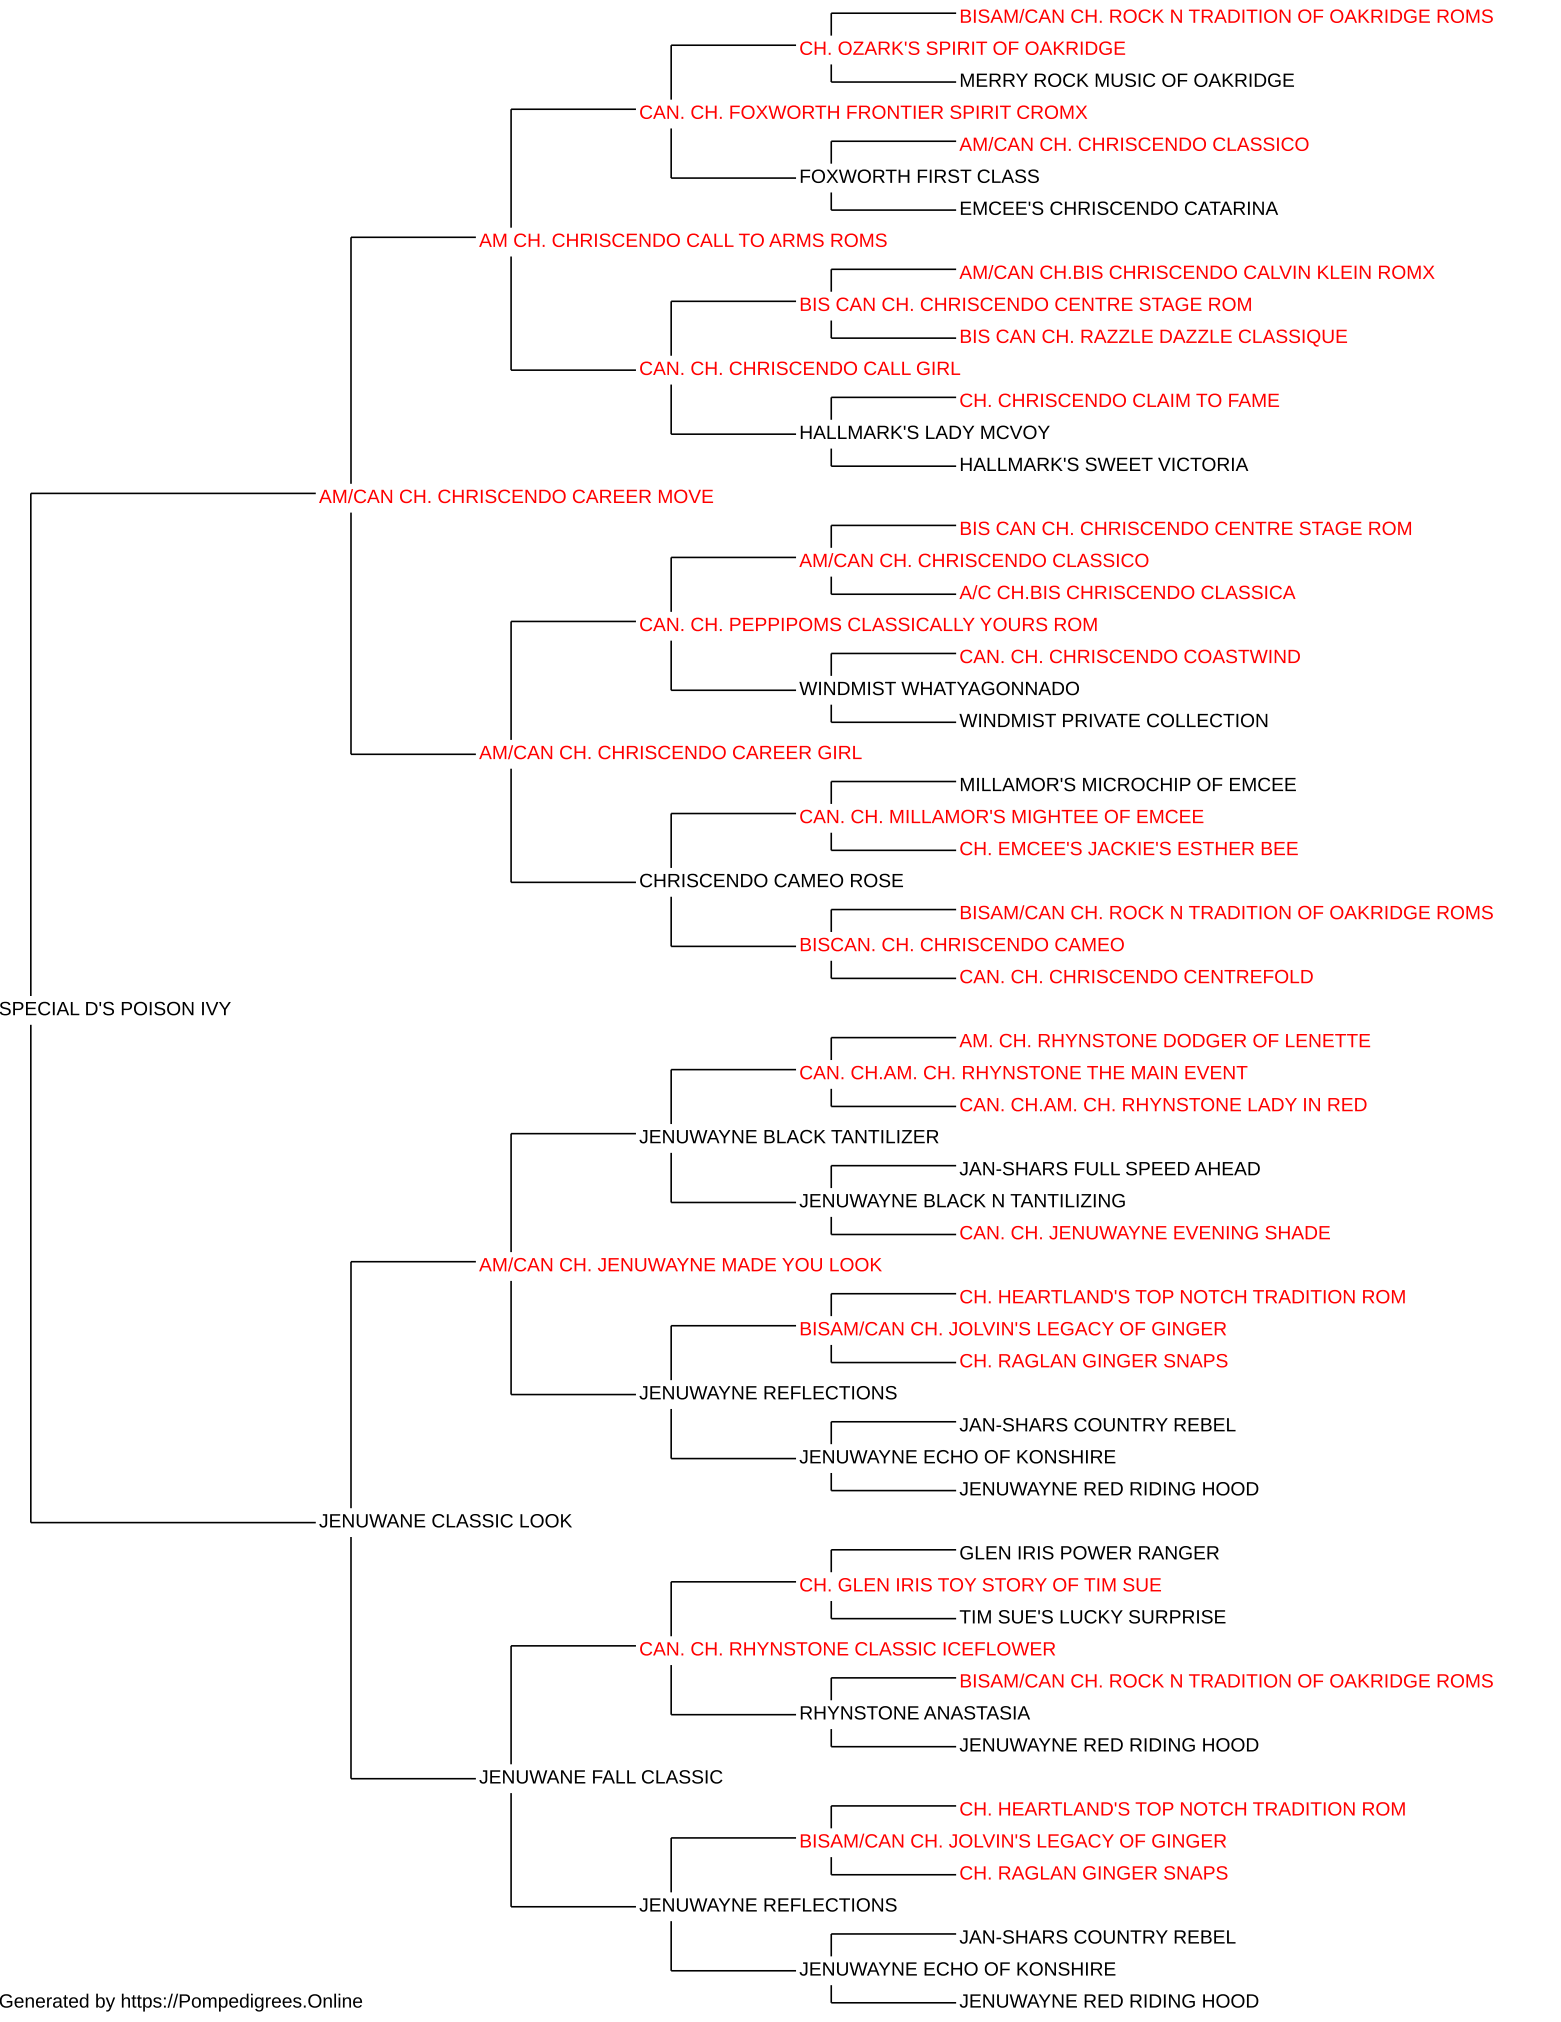 BISAM/CAN CH. ROCK N TRADITION OF OAKRIDGE ROMS
CH. OZARK'S SPIRIT OF OAKRIDGE
MERRY ROCK MUSIC OF OAKRIDGE
CAN. CH. FOXWORTH FRONTIER SPIRIT CROMX
AM/CAN CH. CHRISCENDO CLASSICO
FOXWORTH FIRST CLASS
EMCEE'S CHRISCENDO CATARINA
AM CH. CHRISCENDO CALL TO ARMS ROMS
AM/CAN CH.BIS CHRISCENDO CALVIN KLEIN ROMX
BIS CAN CH. CHRISCENDO CENTRE STAGE ROM
BIS CAN CH. RAZZLE DAZZLE CLASSIQUE
CAN. CH. CHRISCENDO CALL GIRL
CH. CHRISCENDO CLAIM TO FAME
HALLMARK'S LADY MCVOY
HALLMARK'S SWEET VICTORIA
AM/CAN CH. CHRISCENDO CAREER MOVE
BIS CAN CH. CHRISCENDO CENTRE STAGE ROM
AM/CAN CH. CHRISCENDO CLASSICO
A/C CH.BIS CHRISCENDO CLASSICA
CAN. CH. PEPPIPOMS CLASSICALLY YOURS ROM
CAN. CH. CHRISCENDO COASTWIND
WINDMIST WHATYAGONNADO
WINDMIST PRIVATE COLLECTION
AM/CAN CH. CHRISCENDO CAREER GIRL
MILLAMOR'S MICROCHIP OF EMCEE
CAN. CH. MILLAMOR'S MIGHTEE OF EMCEE
CH. EMCEE'S JACKIE'S ESTHER BEE
CHRISCENDO CAMEO ROSE
BISAM/CAN CH. ROCK N TRADITION OF OAKRIDGE ROMS
BISCAN. CH. CHRISCENDO CAMEO
CAN. CH. CHRISCENDO CENTREFOLD
SPECIAL D'S POISON IVY
AM. CH. RHYNSTONE DODGER OF LENETTE
CAN. CH.AM. CH. RHYNSTONE THE MAIN EVENT
CAN. CH.AM. CH. RHYNSTONE LADY IN RED
JENUWAYNE BLACK TANTILIZER
JAN-SHARS FULL SPEED AHEAD
JENUWAYNE BLACK N TANTILIZING
CAN. CH. JENUWAYNE EVENING SHADE
AM/CAN CH. JENUWAYNE MADE YOU LOOK
CH. HEARTLAND'S TOP NOTCH TRADITION ROM
BISAM/CAN CH. JOLVIN'S LEGACY OF GINGER
CH. RAGLAN GINGER SNAPS
JENUWAYNE REFLECTIONS
JAN-SHARS COUNTRY REBEL
JENUWAYNE ECHO OF KONSHIRE
JENUWAYNE RED RIDING HOOD
JENUWANE CLASSIC LOOK
GLEN IRIS POWER RANGER
CH. GLEN IRIS TOY STORY OF TIM SUE
TIM SUE'S LUCKY SURPRISE
CAN. CH. RHYNSTONE CLASSIC ICEFLOWER
BISAM/CAN CH. ROCK N TRADITION OF OAKRIDGE ROMS
RHYNSTONE ANASTASIA
JENUWAYNE RED RIDING HOOD
JENUWANE FALL CLASSIC
CH. HEARTLAND'S TOP NOTCH TRADITION ROM
BISAM/CAN CH. JOLVIN'S LEGACY OF GINGER
CH. RAGLAN GINGER SNAPS
JENUWAYNE REFLECTIONS
JAN-SHARS COUNTRY REBEL
JENUWAYNE ECHO OF KONSHIRE
JENUWAYNE RED RIDING HOOD
Generated by https://Pompedigrees.Online